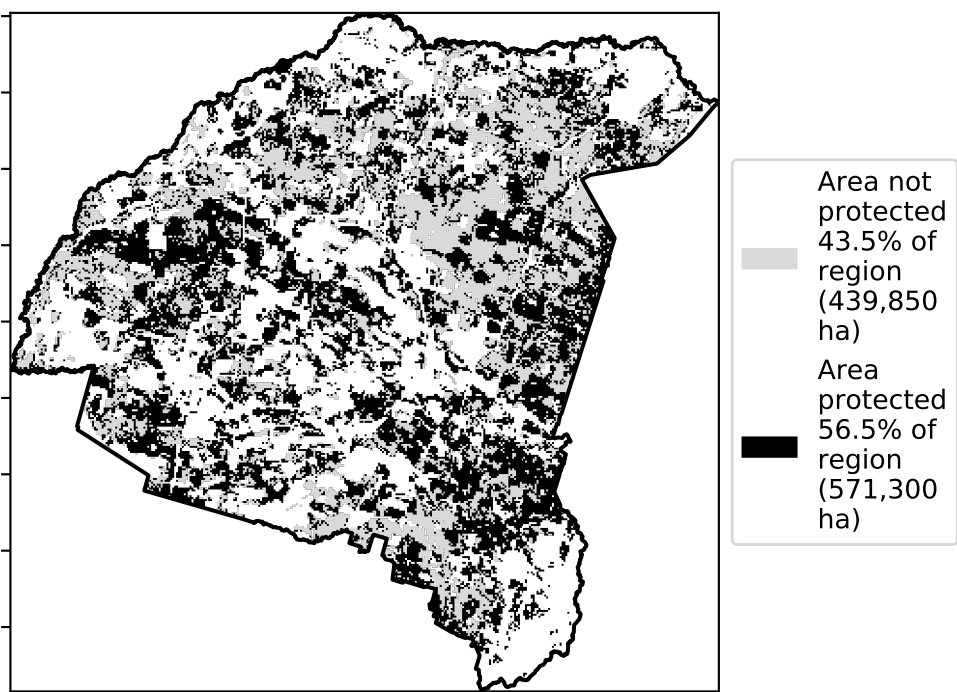 Area not
protected
43.5% of
region
(439,850
ha)
Area
protected
56.5% of
region
(571,300
ha)